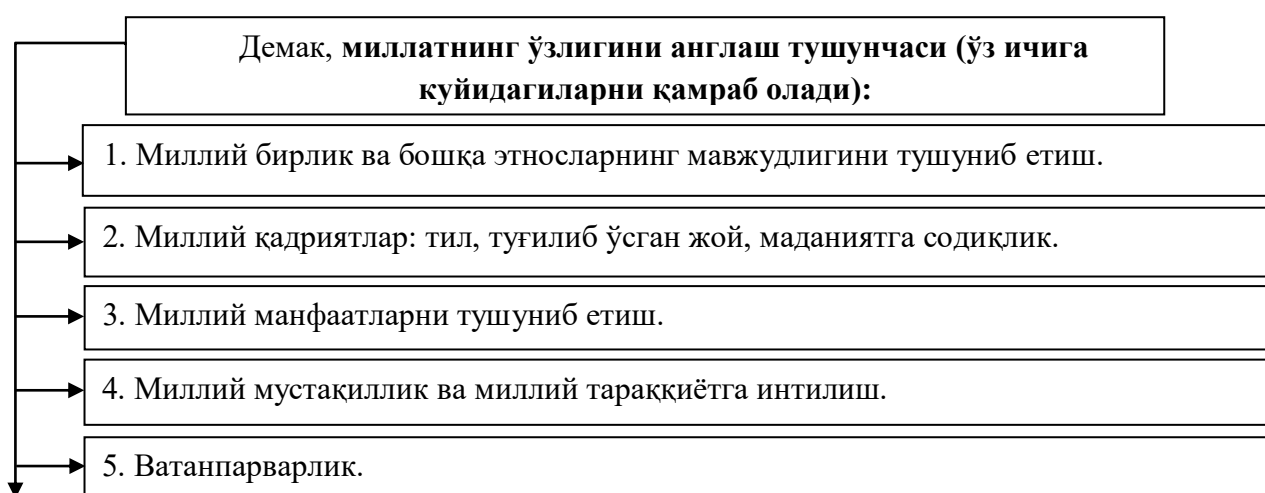 Демак, миллатнинг ўзлигини англаш тушунчаси (ўз ичига
куйидагиларни қамраб олади):
1. Миллий бирлик ва бошқа этносларнинг мавжудлигини тушуниб етиш.
2. Миллий қадриятлар: тил, туғилиб ўсган жой, маданиятга содиқлик.
3. Миллий манфаатларни тушуниб етиш.
4. Миллий мустақиллик ва миллий тараққиётга интилиш.
5. Ватанпарварлик.